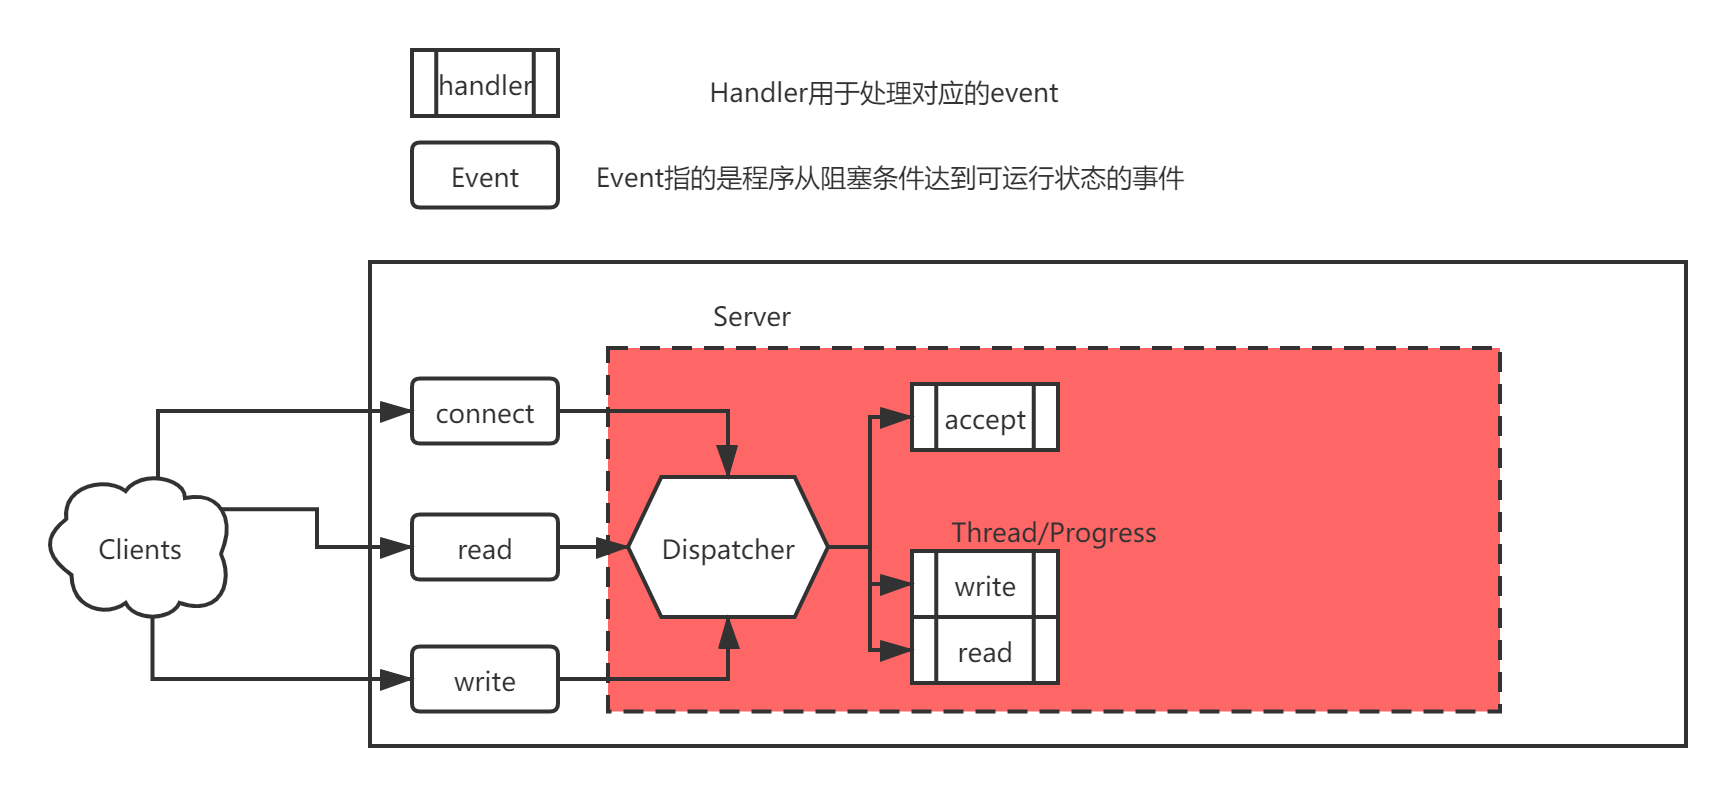 handler
Handler用于处理对应的event
Event
Event指的是程序从阻塞条件达到可运行状态的事件
Server
connect
accept
Thread/Progress
Clients
read
Dispatcher
write
read
write